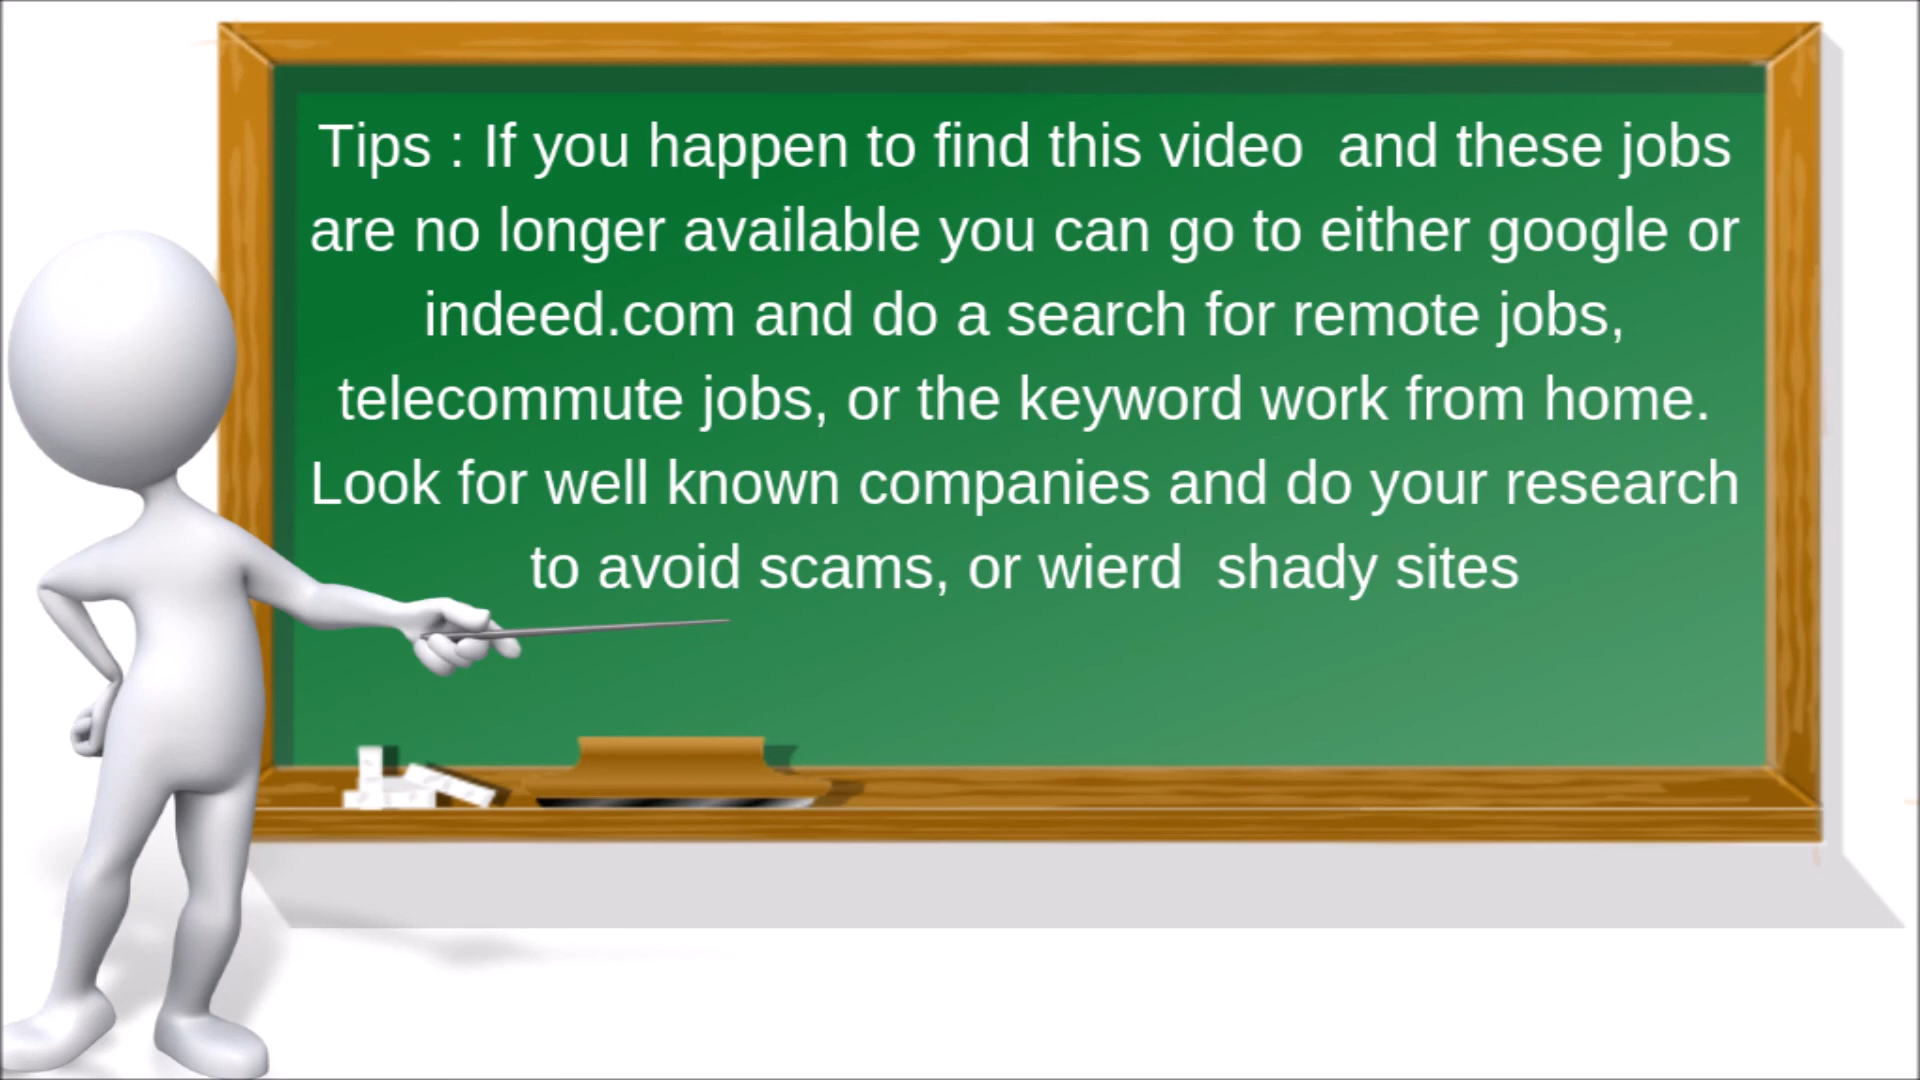 Tips : If you happen to find this video  and these jobs
are no longer available you can go to either google or
indeed.com and do a search for remote jobs,
telecommute jobs, or the keyword work from home.
Look for well known companies and do your research
to avoid scams, or wierd  shady sites